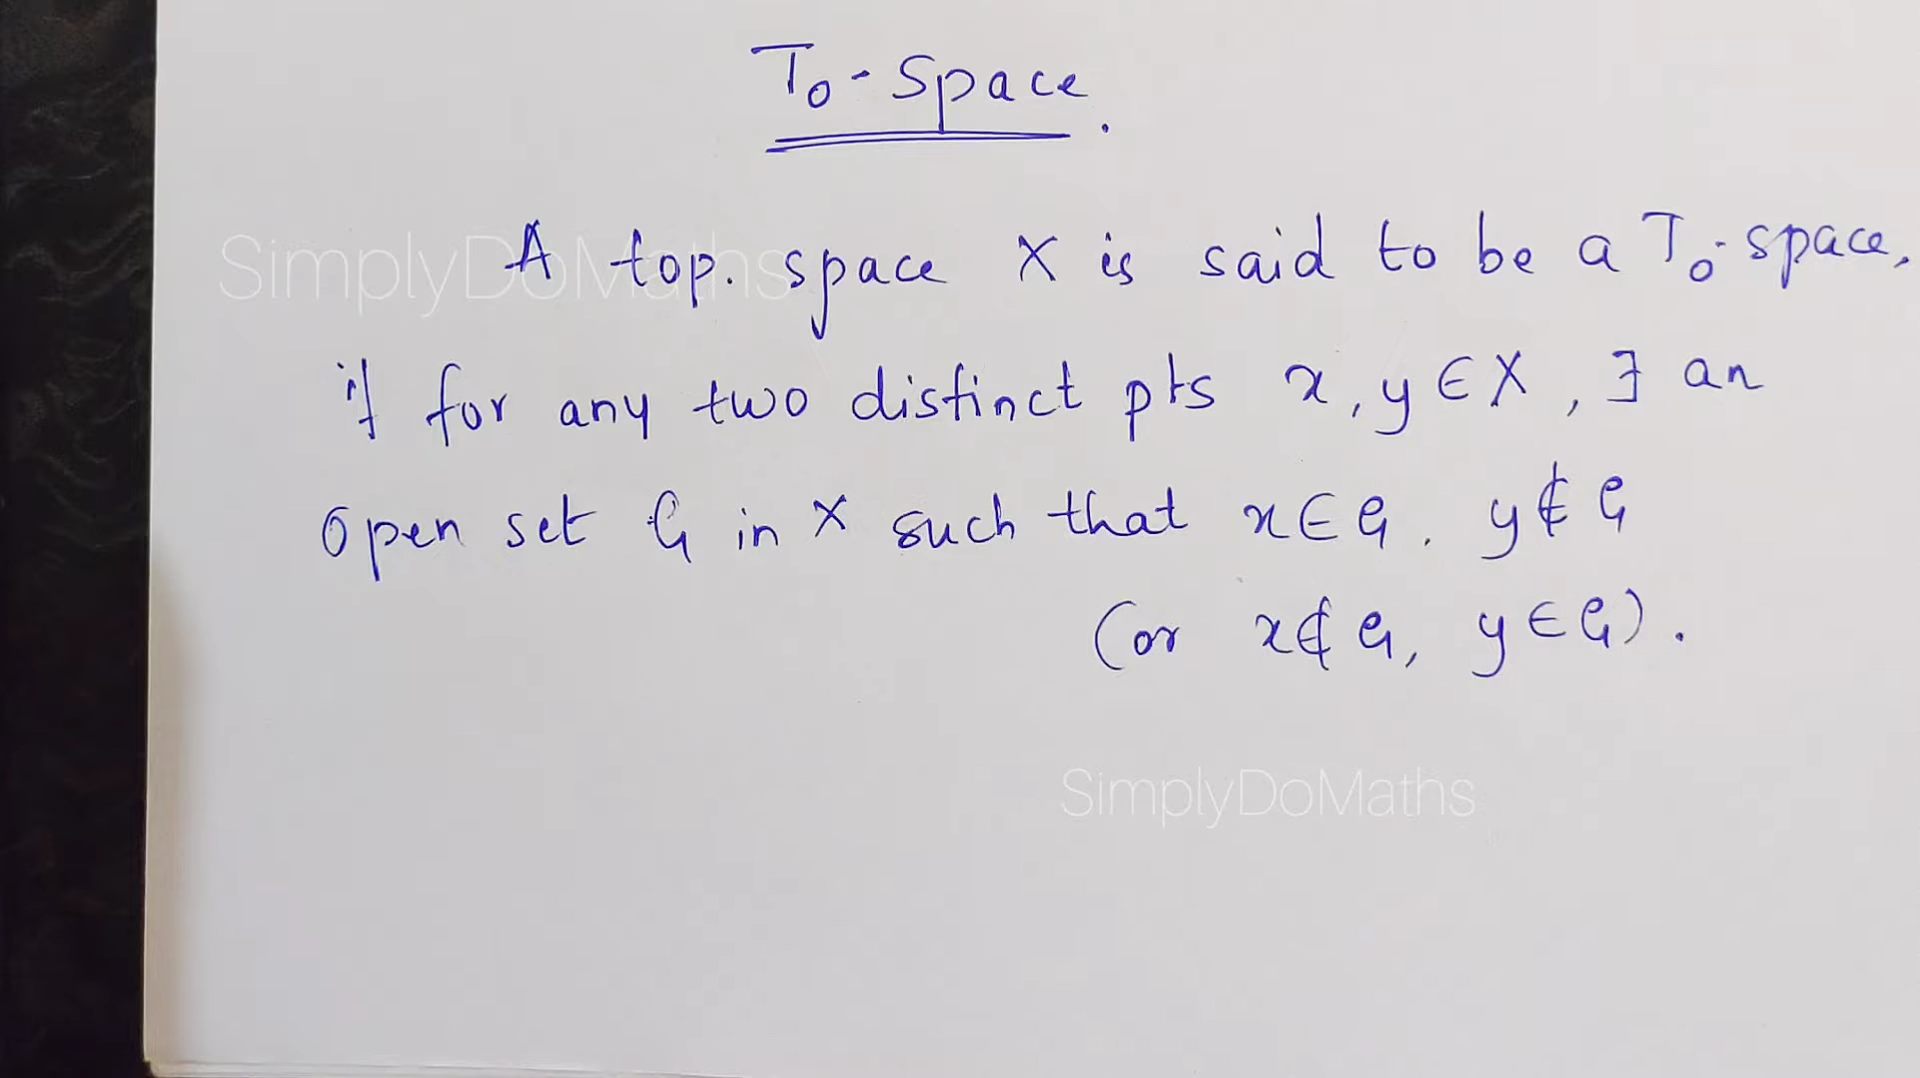 T₀-Space.
SimplyDoMaths
A top. space X is said to be a T₀-space,
if for any two distinct pts x, y ∈ X, ∃ an
open set G in X such that x ∈ G. y ∉ G
(or x ∉ G, y ∈ G).
SimplyDoMaths